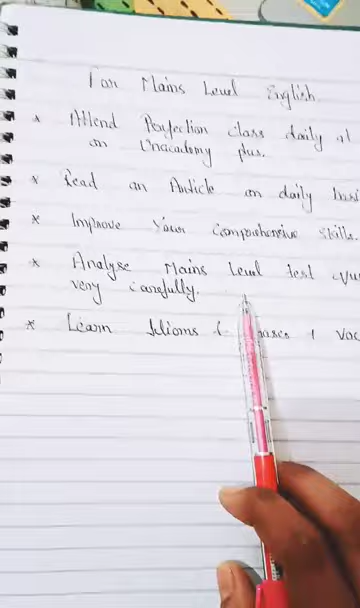 For Mains Level English
* Attend Perfection class daily at
on Unacademy plus.
* Read an Article on daily
* Improve Your Comprehensive Skills.
* Analyse Mains Level test
very carefully.
* Learn Idioms &